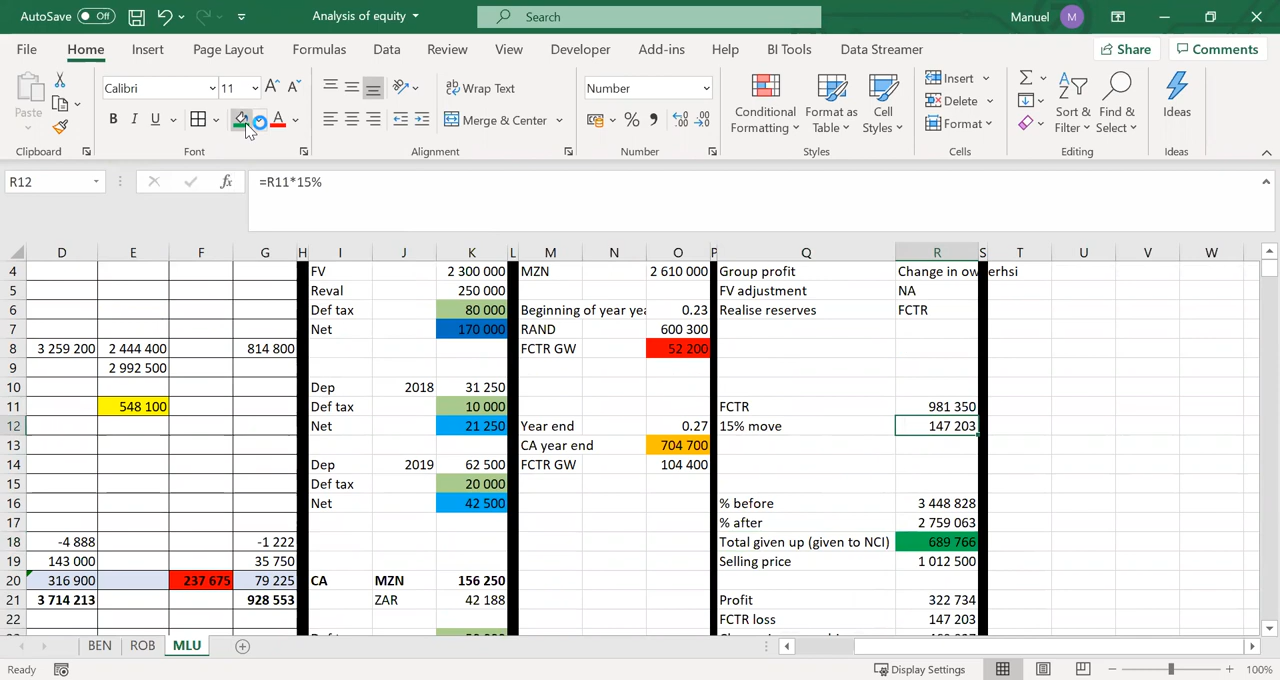 AutoSave Off Analysis of equity Search Manuel M
File Home Insert Page Layout Formulas Data Review View Developer Add-ins Help BI Tools Data Streamer Share Comments
Paste Calibri 11 A A Wrap Text Number Conditional Formatting Format as Table Cell Styles Insert Sort & Filter Find & Select Ideas
B I U A Merge & Center % Delete
Format
Clipboard Font Alignment Number Styles Cells Editing Ideas
R12 fx =R11*15%
D E F G H I J K L M N O P Q R S T U V W
4 FV 2 300 000 MZN 2 610 000 Group profit Change in ow erhsi
5 Reval 250 000 FV adjustment NA
6 Def tax 80 000 Beginning of year yea 0.23 Realise reserves FCTR
7 Net 170 000 RAND 600 300
8 3 259 200 2 444 400 814 800 FCTR GW 52 200
9 2 992 500
10 Dep 2018 31 250
11 548 100 Def tax 10 000 FCTR 981 350
12 Net 21 250 Year end 0.27 15% move 147 203
13 CA year end 704 700
14 Dep 2019 62 500 FCTR GW 104 400
15 Def tax 20 000
16 Net 42 500 % before 3 448 828
17 % after 2 759 063
18 -4 888 -1 222 Total given up (given to NCI) 689 766
19 143 000 35 750 Selling price 1 012 500
20 316 900 237 675 79 225 CA MZN 156 250
21 3 714 213 928 553 ZAR 42 188 Profit 322 734
22 FCTR loss 147 203
BEN ROB MLU
Ready Display Settings 100%